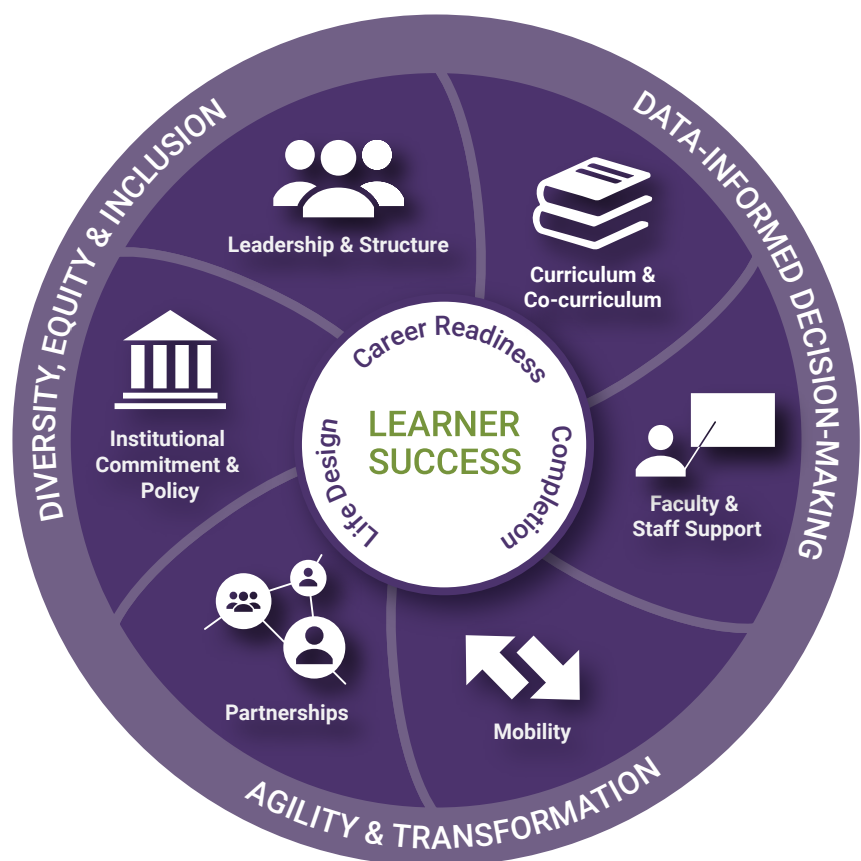 DIVERSITY, EQUITY & INCLUSION
DATA-INFORMED DECISION-MAKING
Leadership & Structure
Curriculum &
Co-curriculum
Institutional
Commitment &
Policy
Career Readiness
LEARNER
SUCCESS
Life Design
Completion
Faculty &
Staff Support
Partnerships
Mobility
AGILITY & TRANSFORMATION